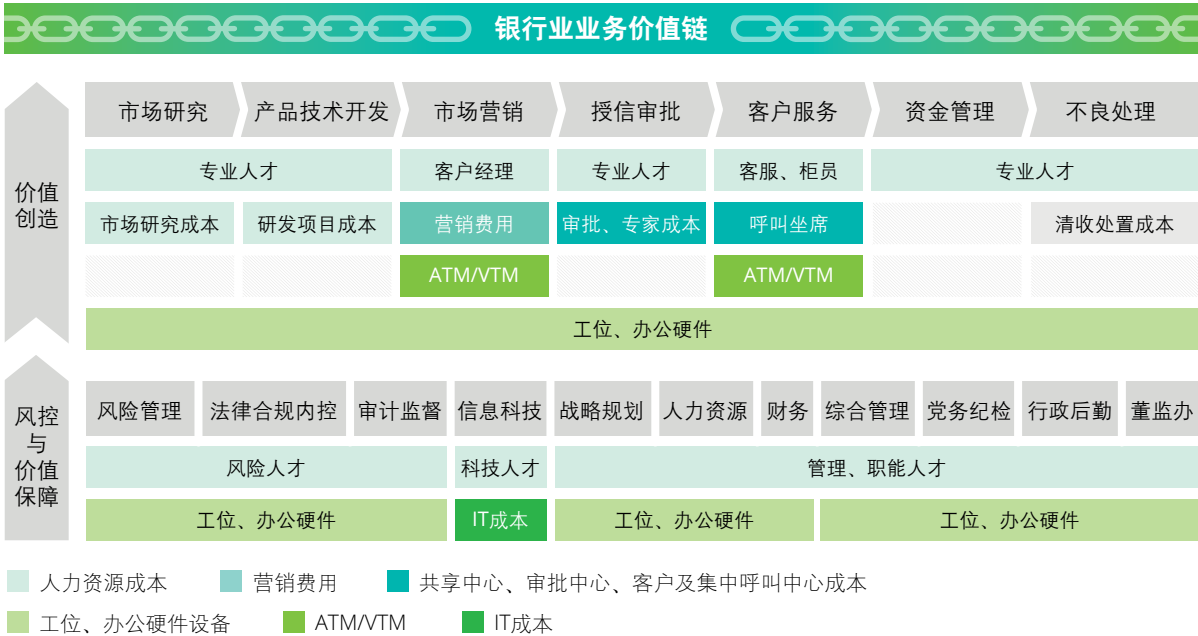 银行业业务价值链
市场研究 产品技术开发 市场营销 授信审批 客户服务 资金管理 不良处理
价值
创造
专业人才 客户经理 专业人才 客服、柜员 专业人才
市场研究成本 研发项目成本 营销费用 审批、专家成本 呼叫坐席 清收处置成本
ATM/VTM ATM/VTM
工位、办公硬件
风控
与
价值
保障
风险管理 法律合规内控 审计监督 信息科技 战略规划 人力资源 财务 综合管理 党务纪检 行政后勤 董监办
风险人才 科技人才 管理、职能人才
工位、办公硬件 IT成本 工位、办公硬件 工位、办公硬件
人力资源成本 营销费用 共享中心、审批中心、客户及集中呼叫中心成本
工位、办公硬件设备 ATM/VTM IT成本